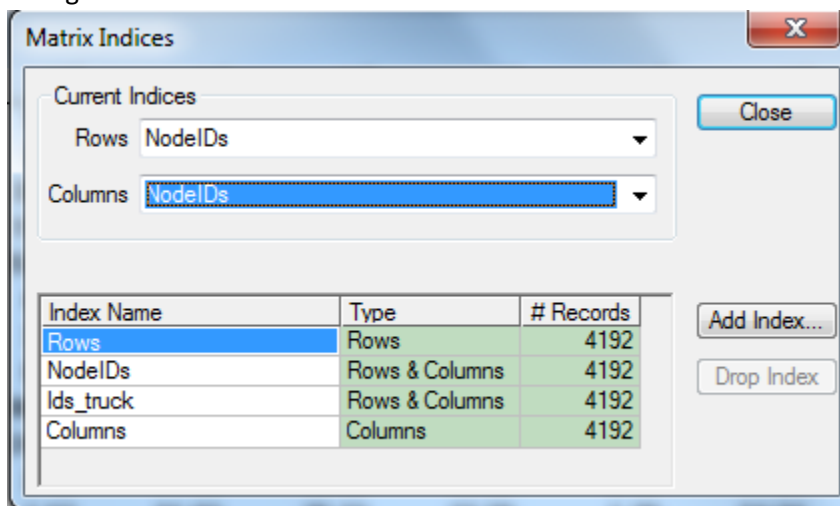 Matrix Indices
Current Indices
Close
Rows NodeIDs
Columns NodeIDs
Index Name Type # Records
Add Index...
Rows Rows 4192
NodeIDs Rows & Columns 4192
Drop Index
Ids_truck Rows & Columns 4192
Columns Columns 4192